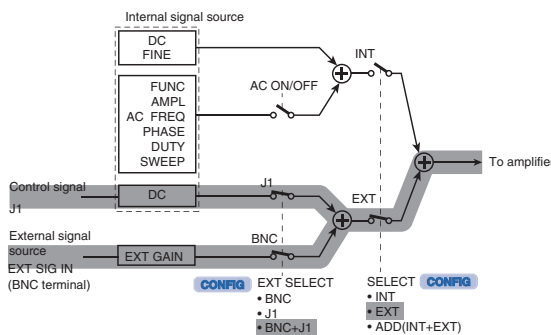 Internal signal source
DC
FINE
INT
FUNC
AMPL
AC FREQ
PHASE
DUTY
SWEEP
AC ON/OFF
To amplifier
Control signal
J1
DC
J1
EXT
External signal
source
EXT SIG IN
(BNC terminal)
EXT GAIN
BNC
CONFIG EXT SELECT
• BNC
• J1
• BNC+J1
SELECT CONFIG
• INT
• EXT
• ADD(INT+EXT)